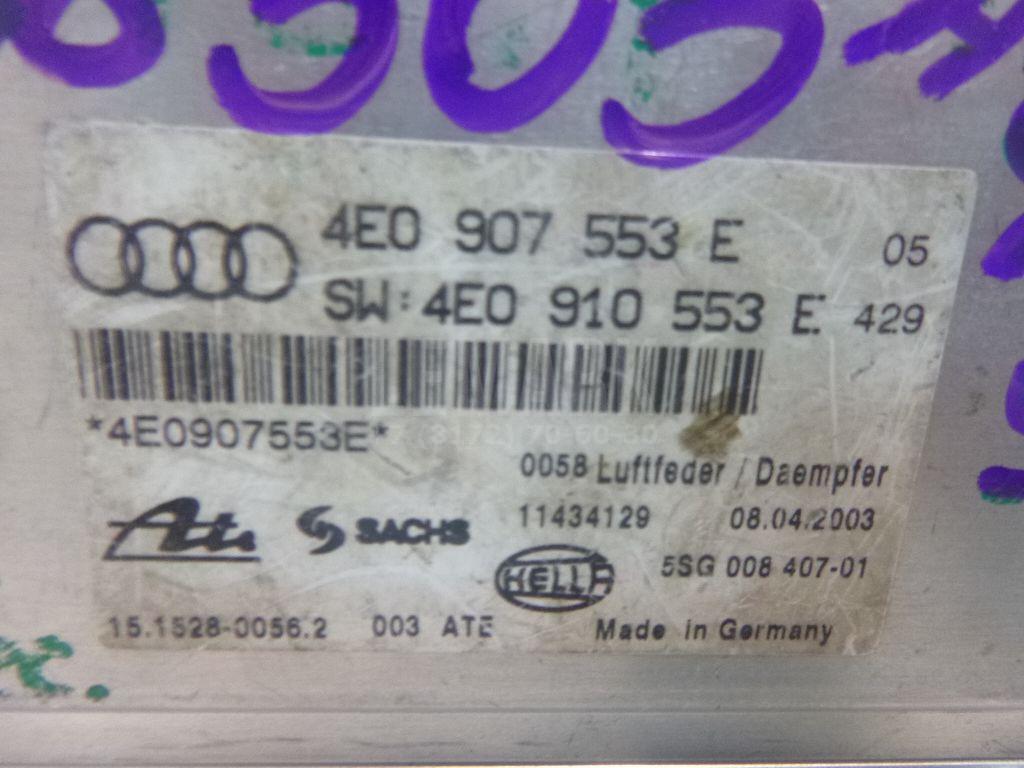 4E0 907 553 E 05
SW: 4E0 910 553 E 429
*4E0907553E*
0058 Luftfeder / Daempfer
Ate SACHS 11434129 08.04.2003
HELLA 5SG 008 407-01
15.1528-0056.2 003 ATE Made in Germany